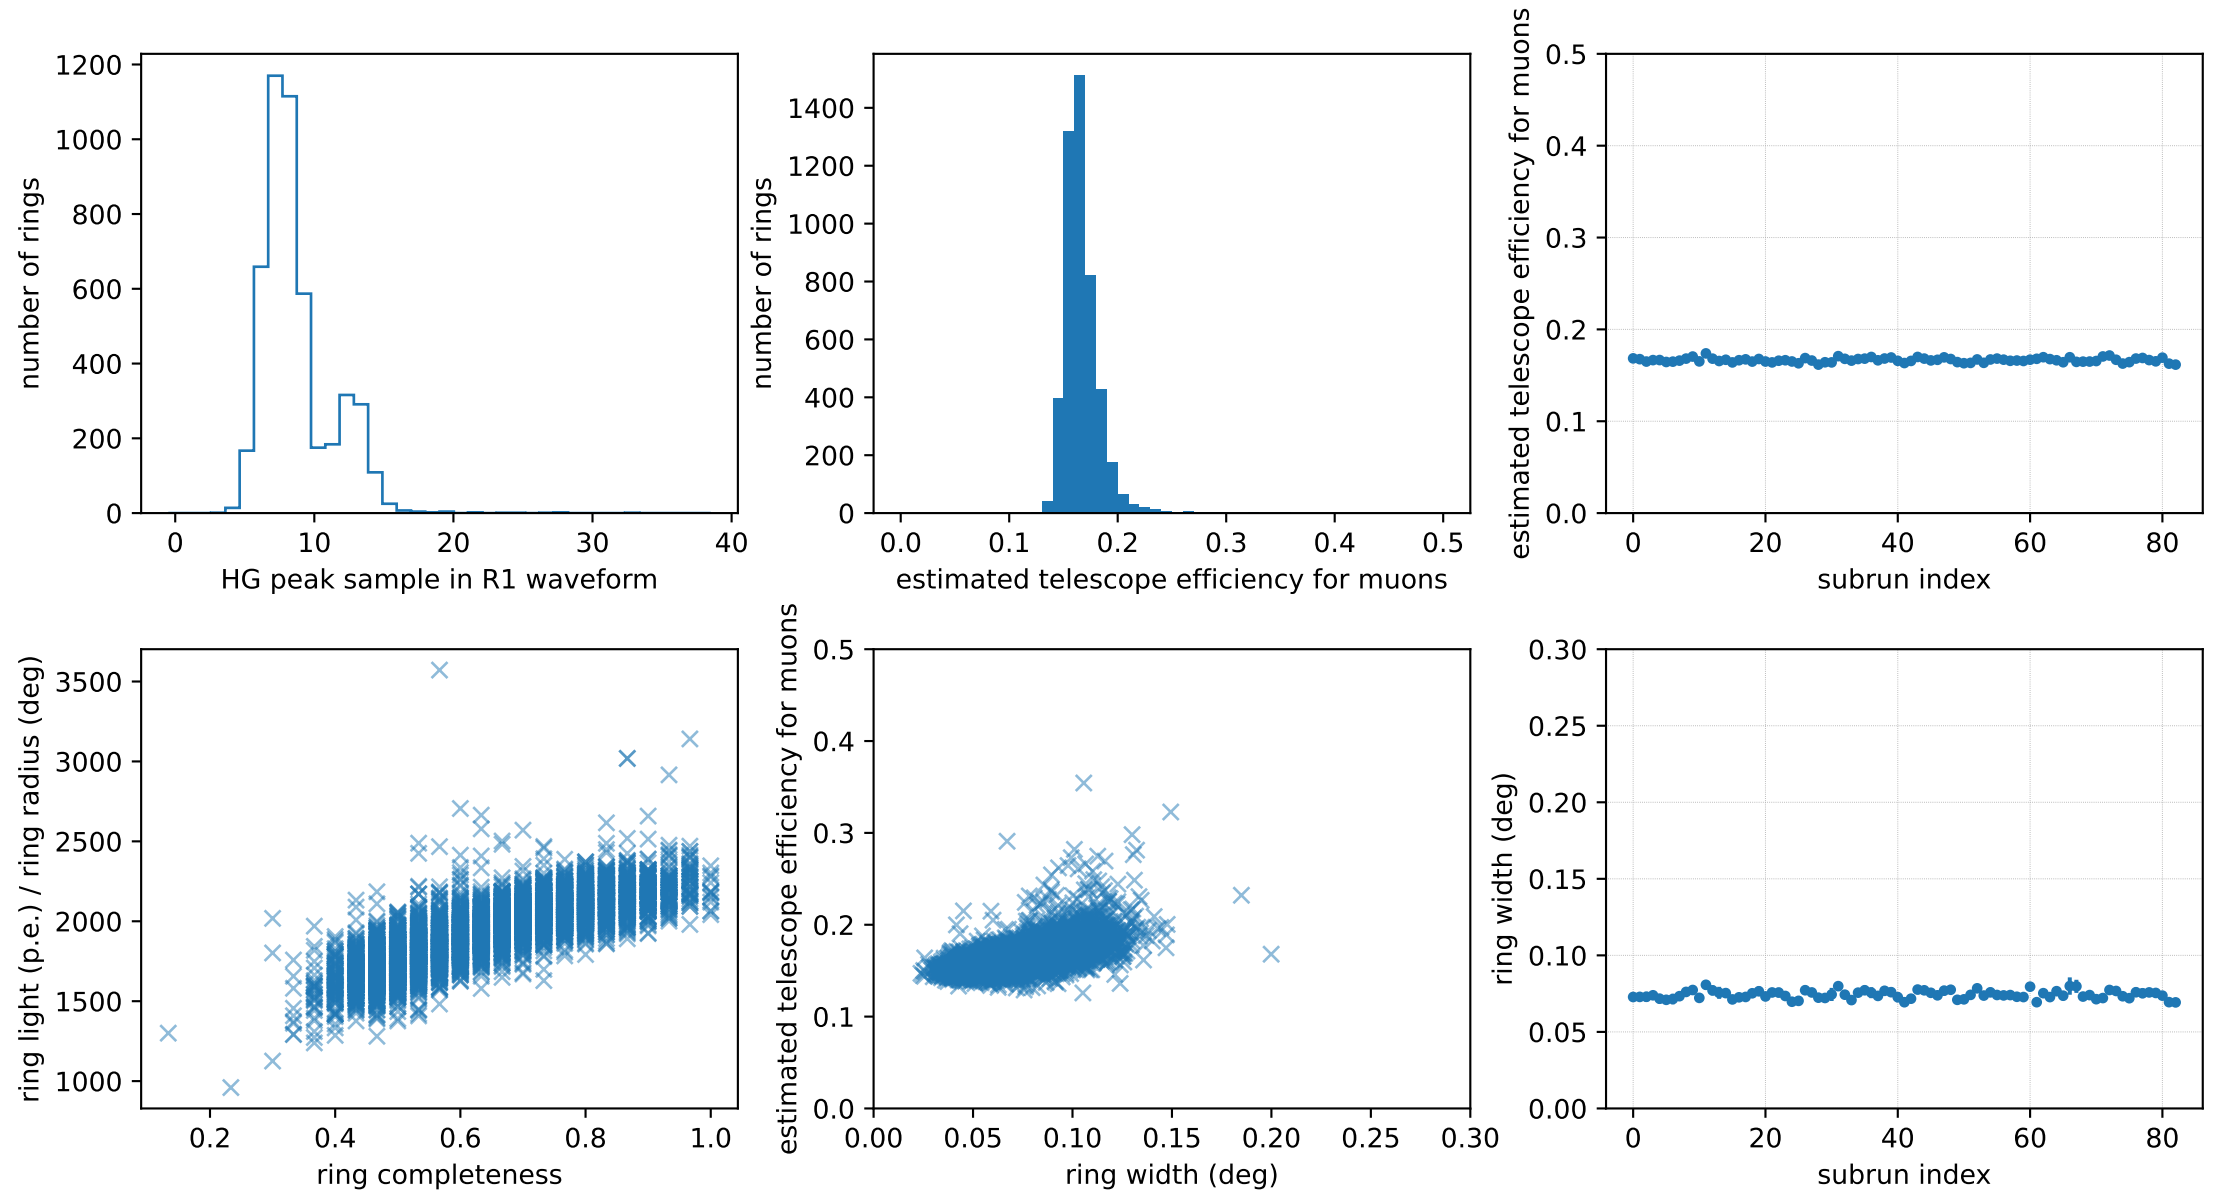 1200
1000
800
600
400
200
0
number of rings
0 10 20 30 40
HG peak sample in R1 waveform
1400
1200
1000
800
600
400
200
0
number of rings
0.0 0.1 0.2 0.3 0.4 0.5
estimated telescope efficiency for muons
0.5
0.4
0.3
0.2
0.1
0.0
estimated telescope efficiency for muons
0 20 40 60 80
subrun index
3500
3000
2500
2000
1500
1000
ring light (p.e.) / ring radius (deg)
0.2 0.4 0.6 0.8 1.0
ring completeness
0.5
0.4
0.3
0.2
0.1
0.0
estimated telescope efficiency for muons
0.00 0.05 0.10 0.15 0.20 0.25 0.30
ring width (deg)
0.30
0.25
0.20
0.15
0.10
0.05
0.00
ring width (deg)
0 20 40 60 80
subrun index